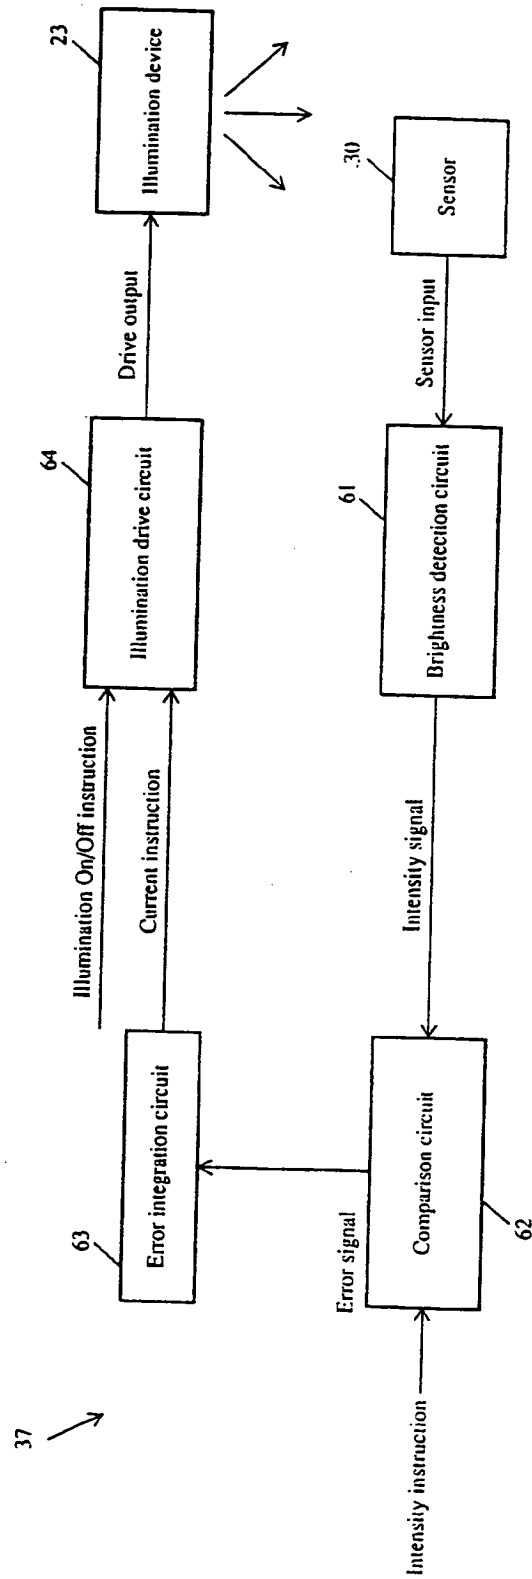 37
63
Error integration circuit
Illumination On/Off instruction
Current instruction
64
Illumination drive circuit
Drive output
23
Illumination device
Error signal
Intensity instruction
Comparison circuit
62
Intensity signal
61
Brightness detection circuit
Sensor input
30
Sensor